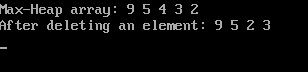 Max-Heap array: 9 5 4 3 2
After deleting an element: 9 5 2 3